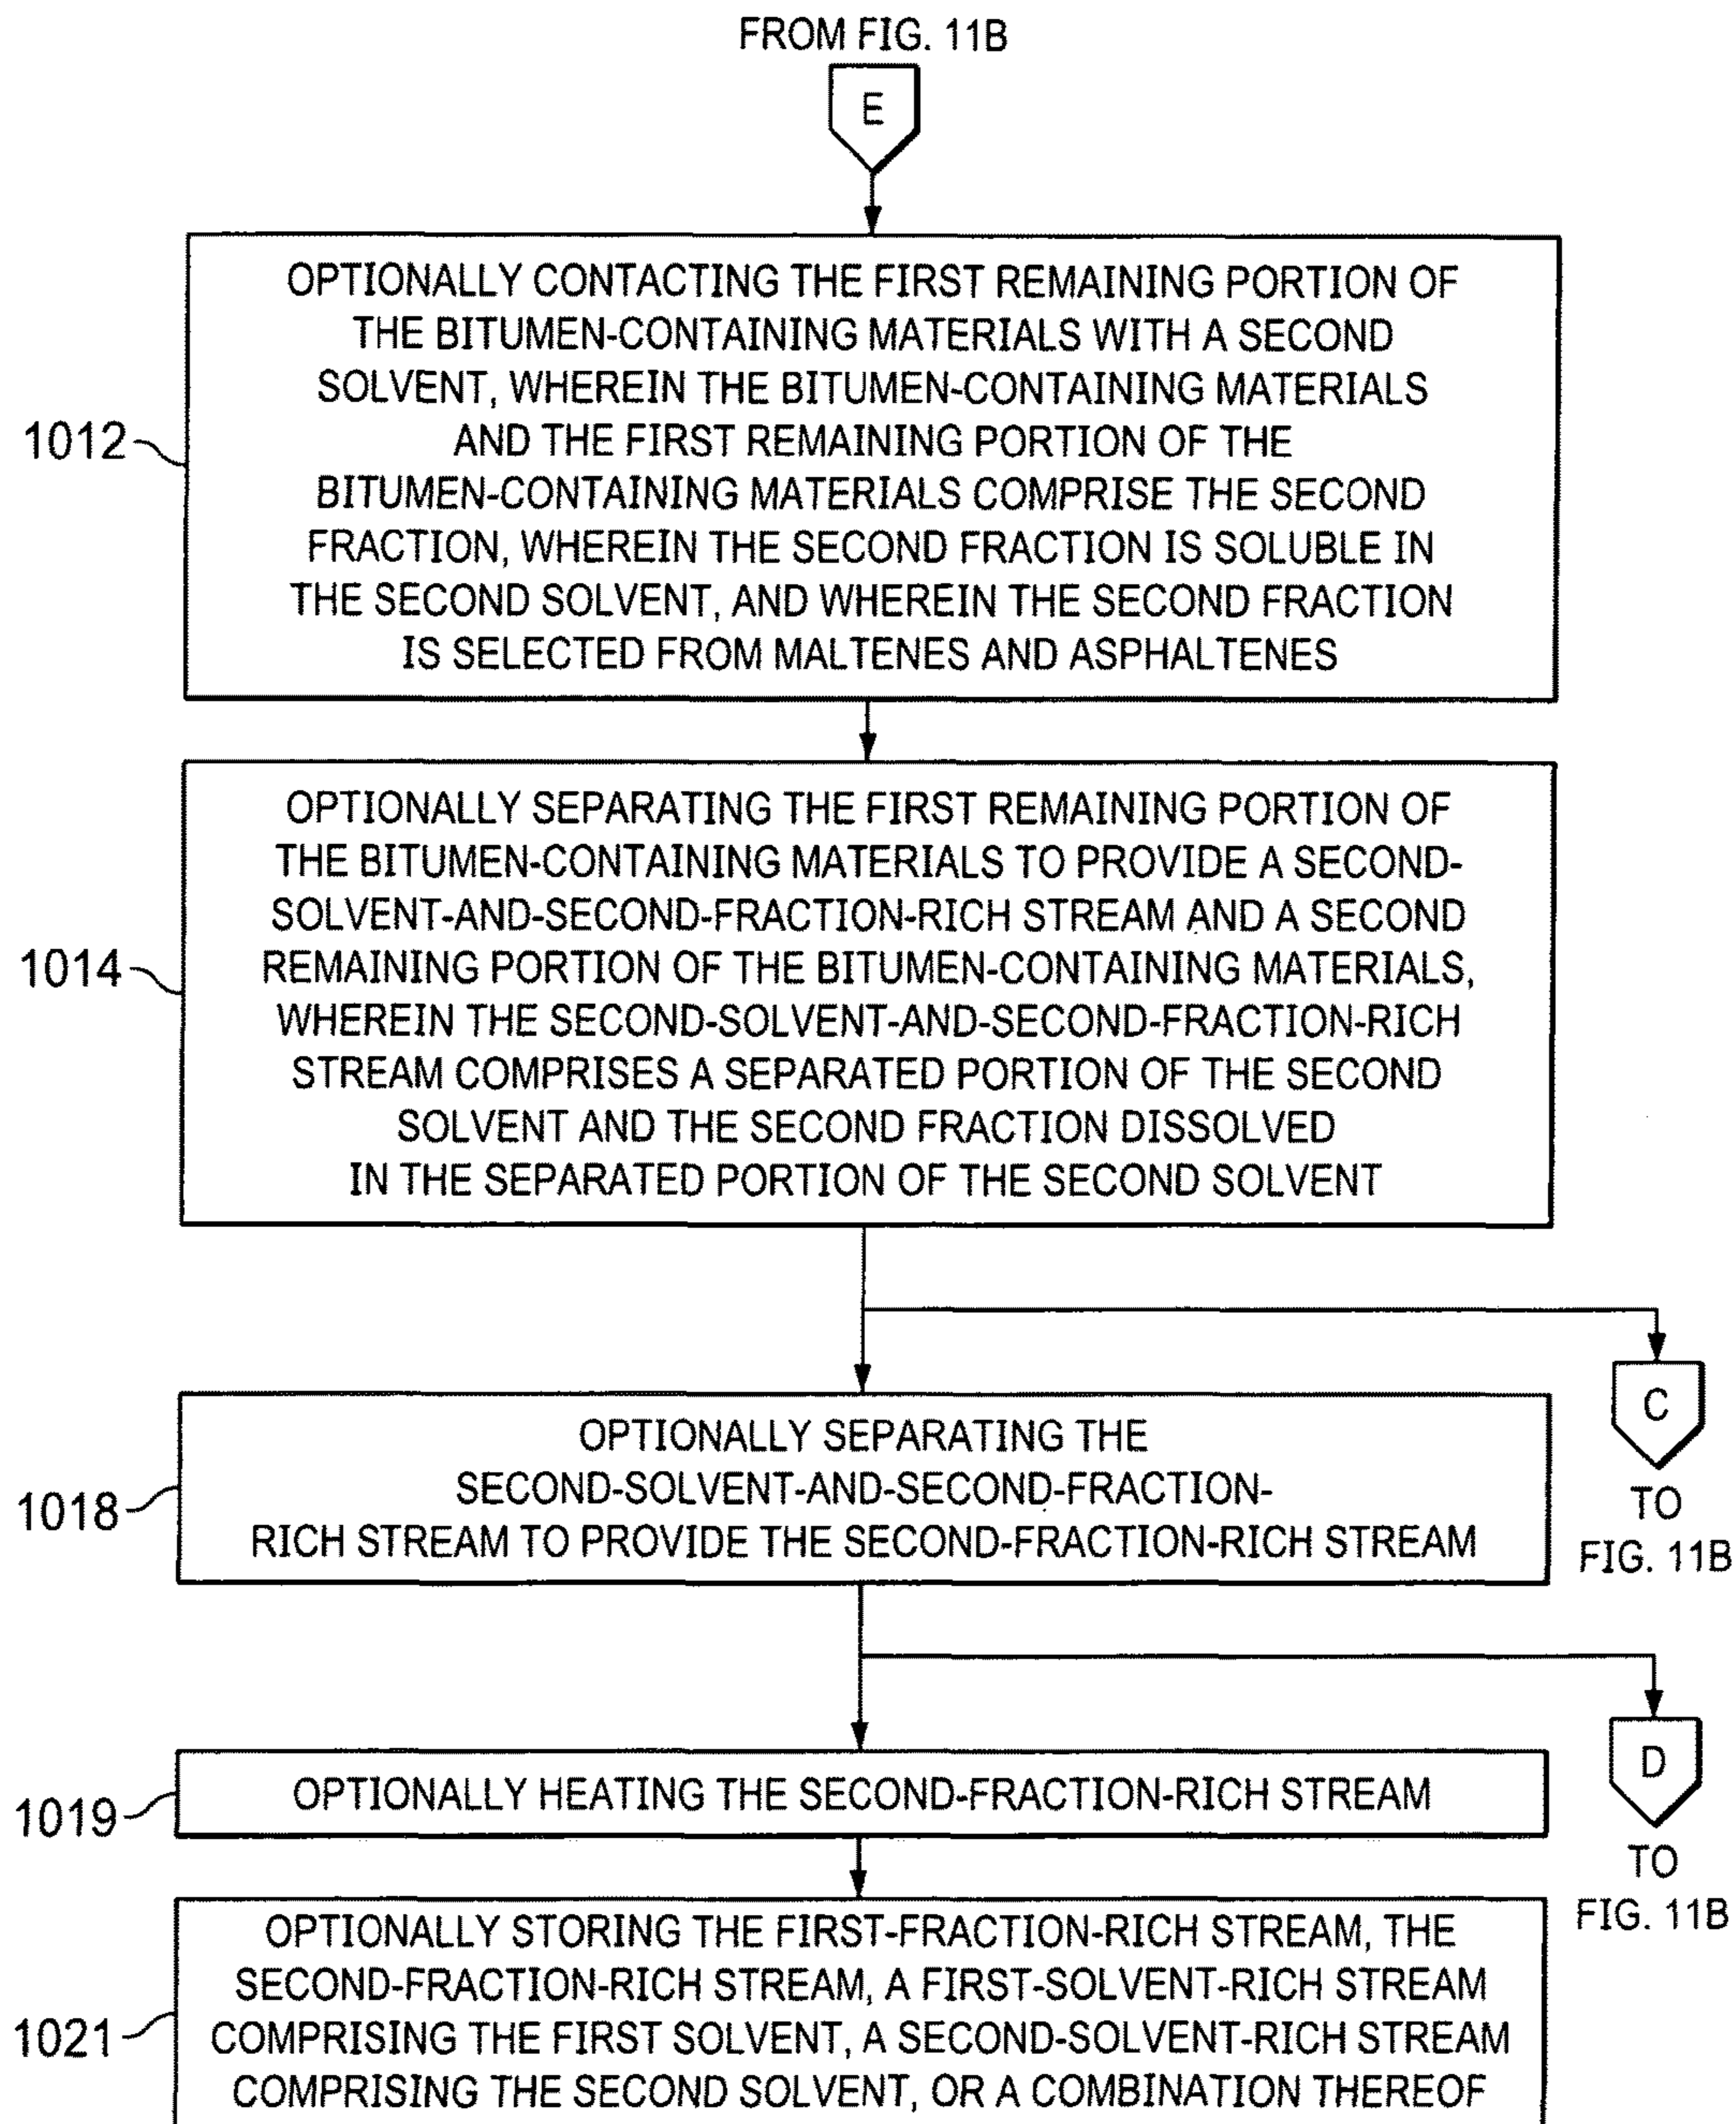 FROM FIG. 11B
E
OPTIONALLY CONTACTING THE FIRST REMAINING PORTION OF
THE BITUMEN-CONTAINING MATERIALS WITH A SECOND
SOLVENT, WHEREIN THE BITUMEN-CONTAINING MATERIALS
AND THE FIRST REMAINING PORTION OF THE
BITUMEN-CONTAINING MATERIALS COMPRISE THE SECOND
FRACTION, WHEREIN THE SECOND FRACTION IS SOLUBLE IN
THE SECOND SOLVENT, AND WHEREIN THE SECOND FRACTION
IS SELECTED FROM MALTENES AND ASPHALTENES
1012
OPTIONALLY SEPARATING THE FIRST REMAINING PORTION OF
THE BITUMEN-CONTAINING MATERIALS TO PROVIDE A SECOND-
SOLVENT-AND-SECOND-FRACTION-RICH STREAM AND A SECOND
REMAINING PORTION OF THE BITUMEN-CONTAINING MATERIALS,
WHEREIN THE SECOND-SOLVENT-AND-SECOND-FRACTION-RICH
STREAM COMPRISES A SEPARATED PORTION OF THE SECOND
SOLVENT AND THE SECOND FRACTION DISSOLVED
IN THE SEPARATED PORTION OF THE SECOND SOLVENT
1014
C
TO
FIG. 11B
OPTIONALLY SEPARATING THE
SECOND-SOLVENT-AND-SECOND-FRACTION-
RICH STREAM TO PROVIDE THE SECOND-FRACTION-RICH STREAM
1018
D
TO
FIG. 11B
OPTIONALLY HEATING THE SECOND-FRACTION-RICH STREAM
1019
OPTIONALLY STORING THE FIRST-FRACTION-RICH STREAM, THE
SECOND-FRACTION-RICH STREAM, A FIRST-SOLVENT-RICH STREAM
COMPRISING THE FIRST SOLVENT, A SECOND-SOLVENT-RICH STREAM
COMPRISING THE SECOND SOLVENT, OR A COMBINATION THEREOF
1021